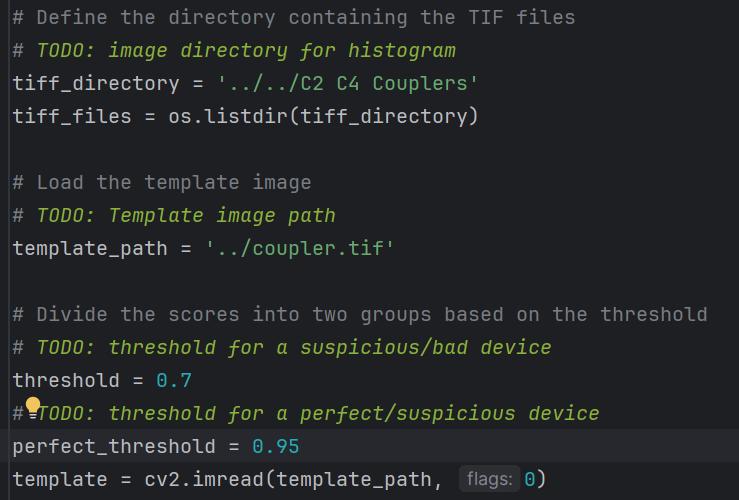 # Define the directory containing the TIF files
# TODO: image directory for histogram
tiff_directory = '../../C2 C4 Couplers'
tiff_files = os.listdir(tiff_directory)
# Load the template image
# TODO: Template image path
template_path = '../coupler.tif'
# Divide the scores into two groups based on the threshold
# TODO: threshold for a suspicious/bad device
threshold = 0.7
# TODO: threshold for a perfect/suspicious device
perfect_threshold = 0.95
template = cv2.imread(template_path, flags: 0)